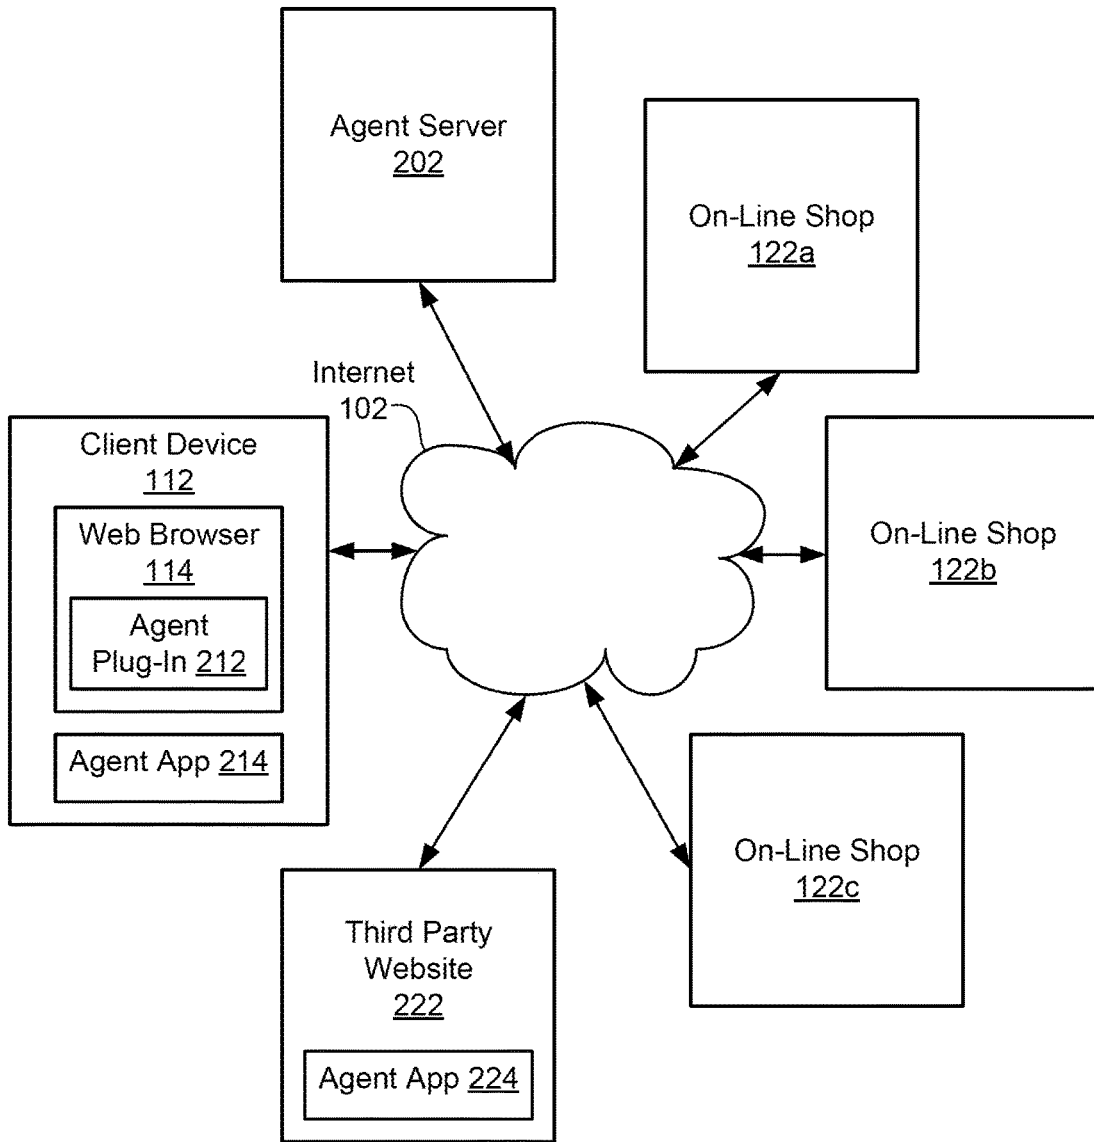 Agent Server
202
On-Line Shop
122a
Internet
102
Client Device
112
Web Browser
114
Agent
Plug-In 212
Agent App 214
On-Line Shop
122b
On-Line Shop
122c
Third Party
Website
222
Agent App 224